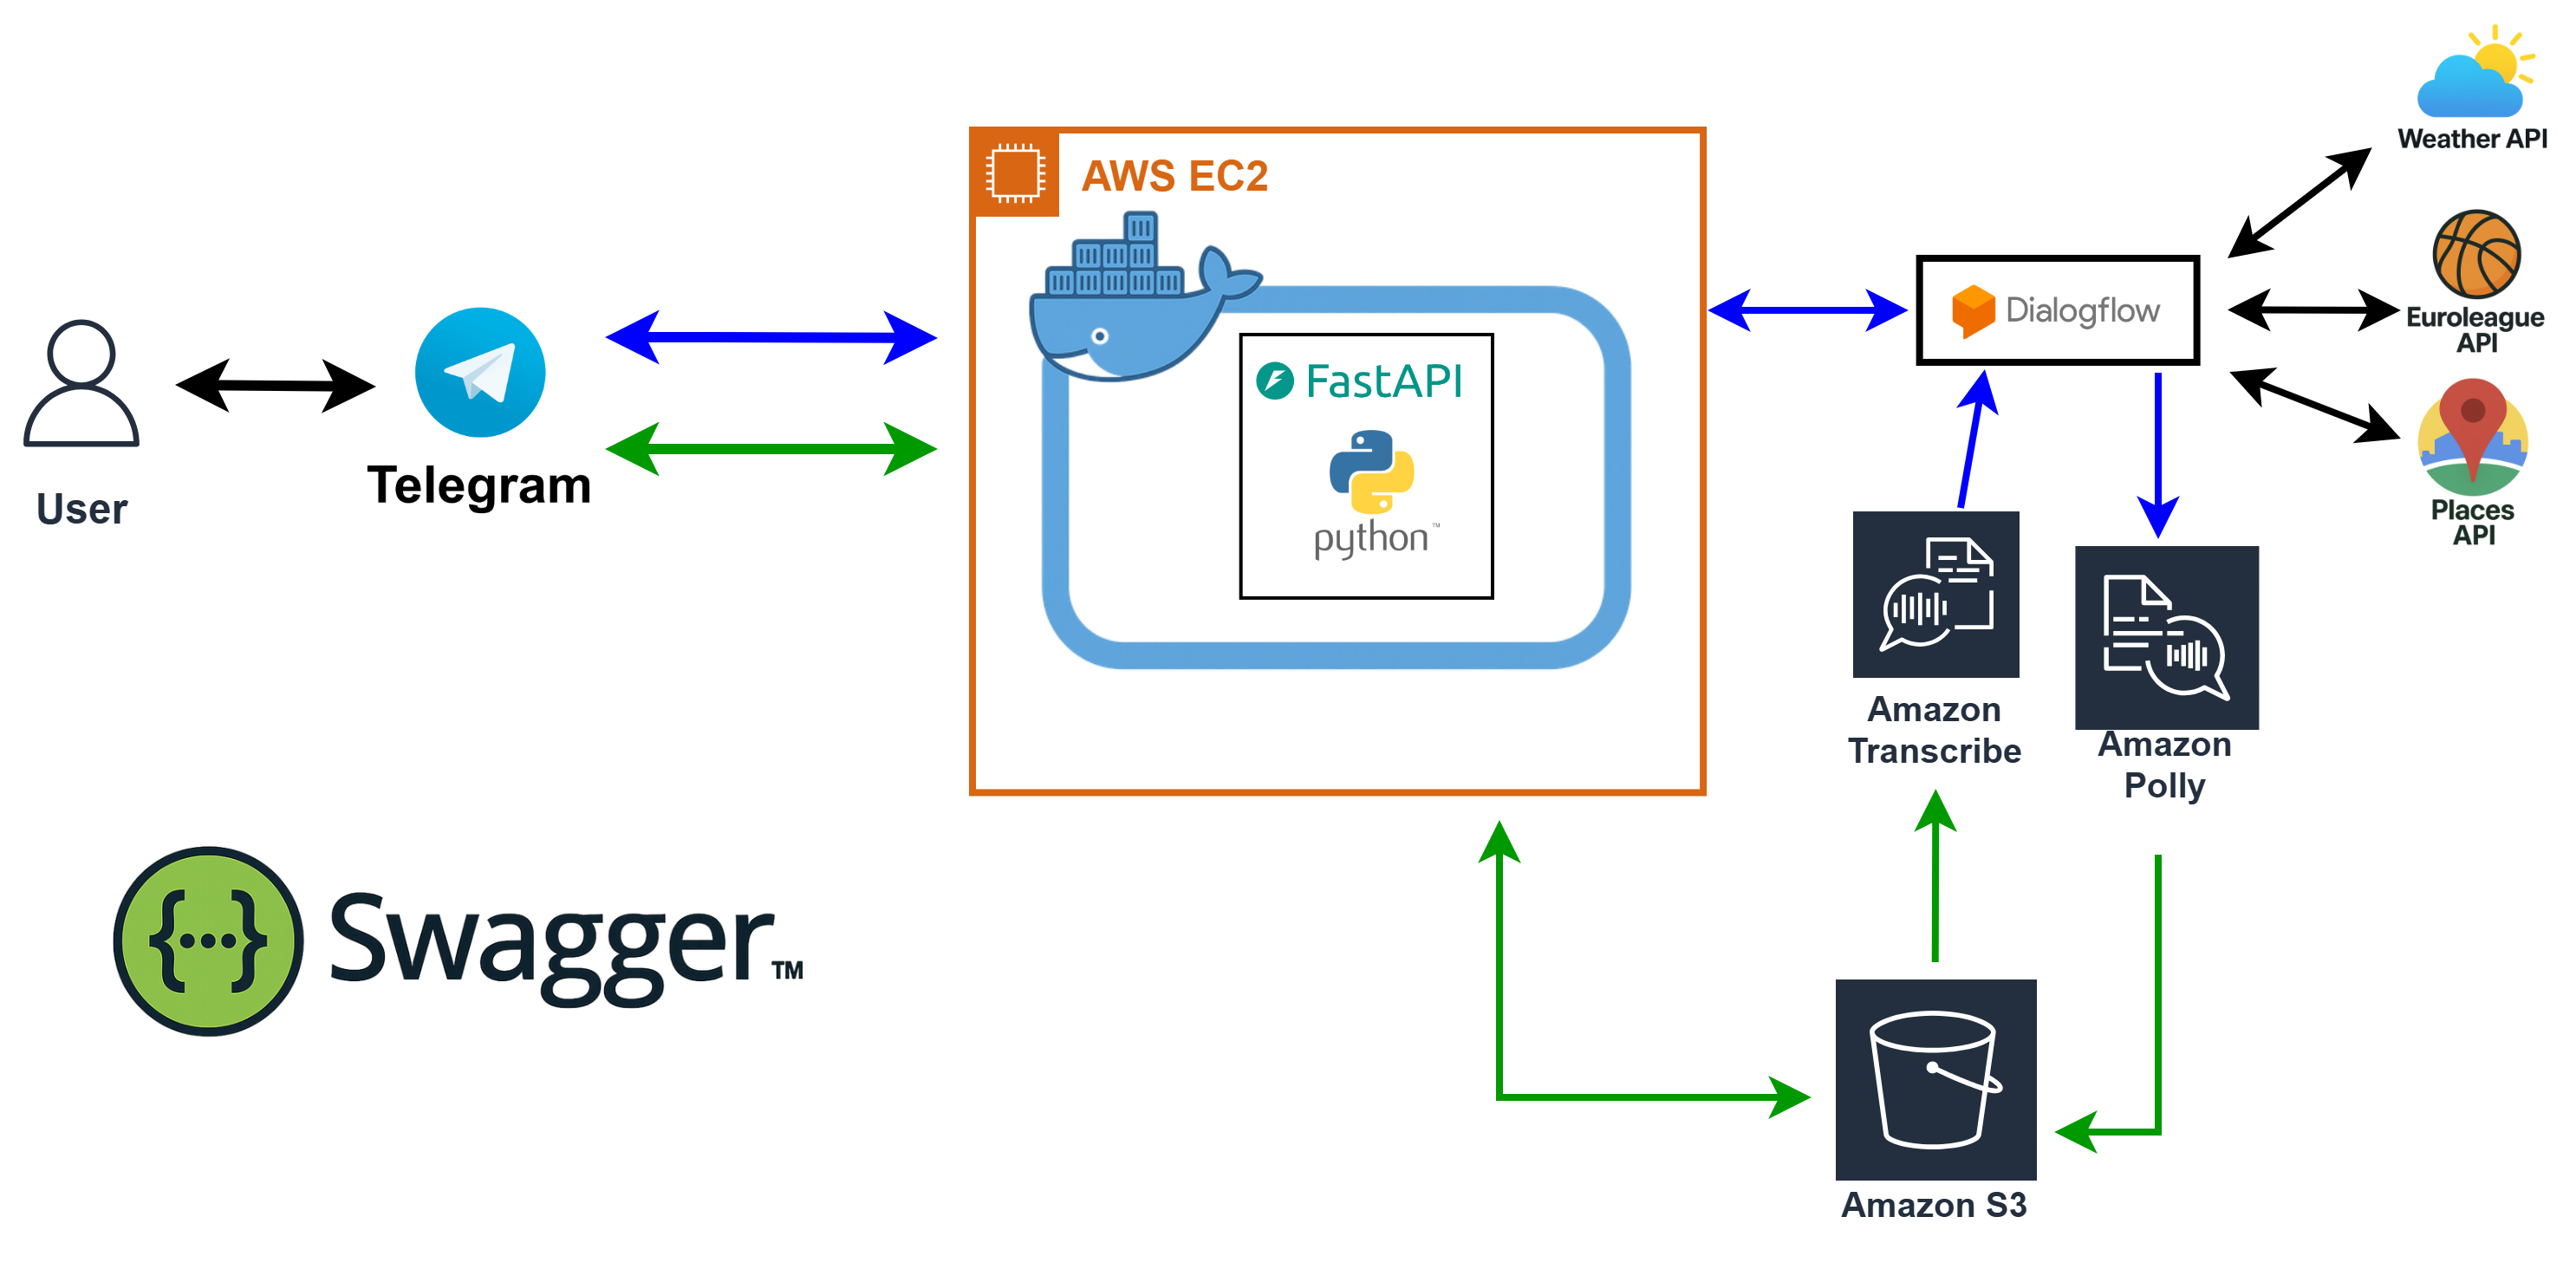 Weather API
AWS EC2
Dialogflow
Euroleague
API
FastAPI
python™
User
Telegram
Places
API
Amazon
Transcribe
Amazon
Polly
{...} Swagger™
Amazon S3